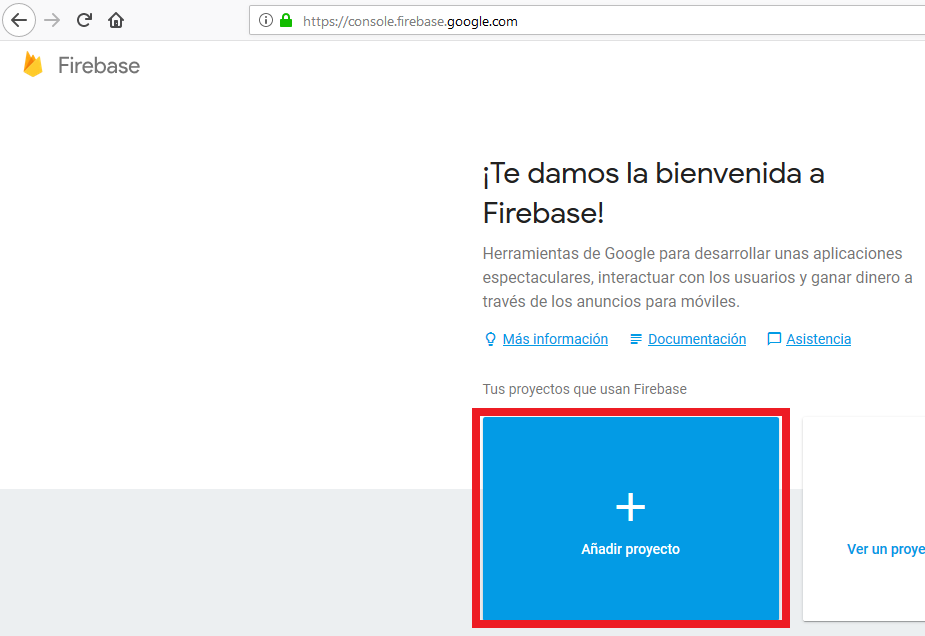 https://console.firebase.google.com
Firebase
¡Te damos la bienvenida a
Firebase!
Herramientas de Google para desarrollar unas aplicaciones
espectaculares, interactuar con los usuarios y ganar dinero a
través de los anuncios para móviles.
Más información Documentación Asistencia
Tus proyectos que usan Firebase
Añadir proyecto
Ver un proye